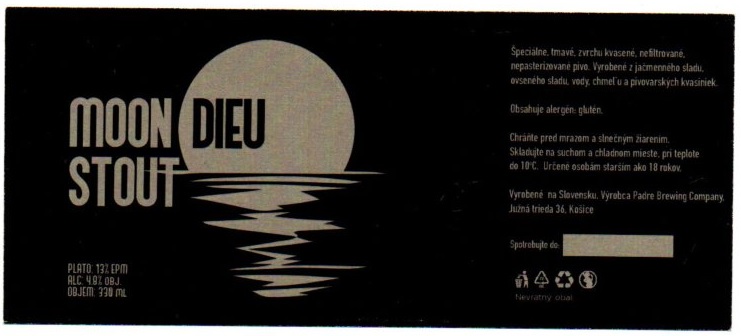 MOON DIEU
STOUT
PLATO: 13% EPM
ALC. 4.8% OBJ.
OBJEM: 330 ML
Špeciálne, tmavé, zvrchu kvasené, nefiltrované,
nepasterizované pivo. Vyrobené z jačmenného sladu,
ovseného sladu, vody, chmeľu a pivovarských kvasiniek.
Obsahuje alergén: glutén.
Chráňte pred mrazom a slnečným žiarením.
Skladujte na suchom a chladnom mieste, pri teplote
do 10°C. Určené osobám starším ako 18 rokov.
Vyrobené na Slovensku. Výrobca Padre Brewing Company,
Južná trieda 36, Košice
Spotrebujte do:
Nevratný obal